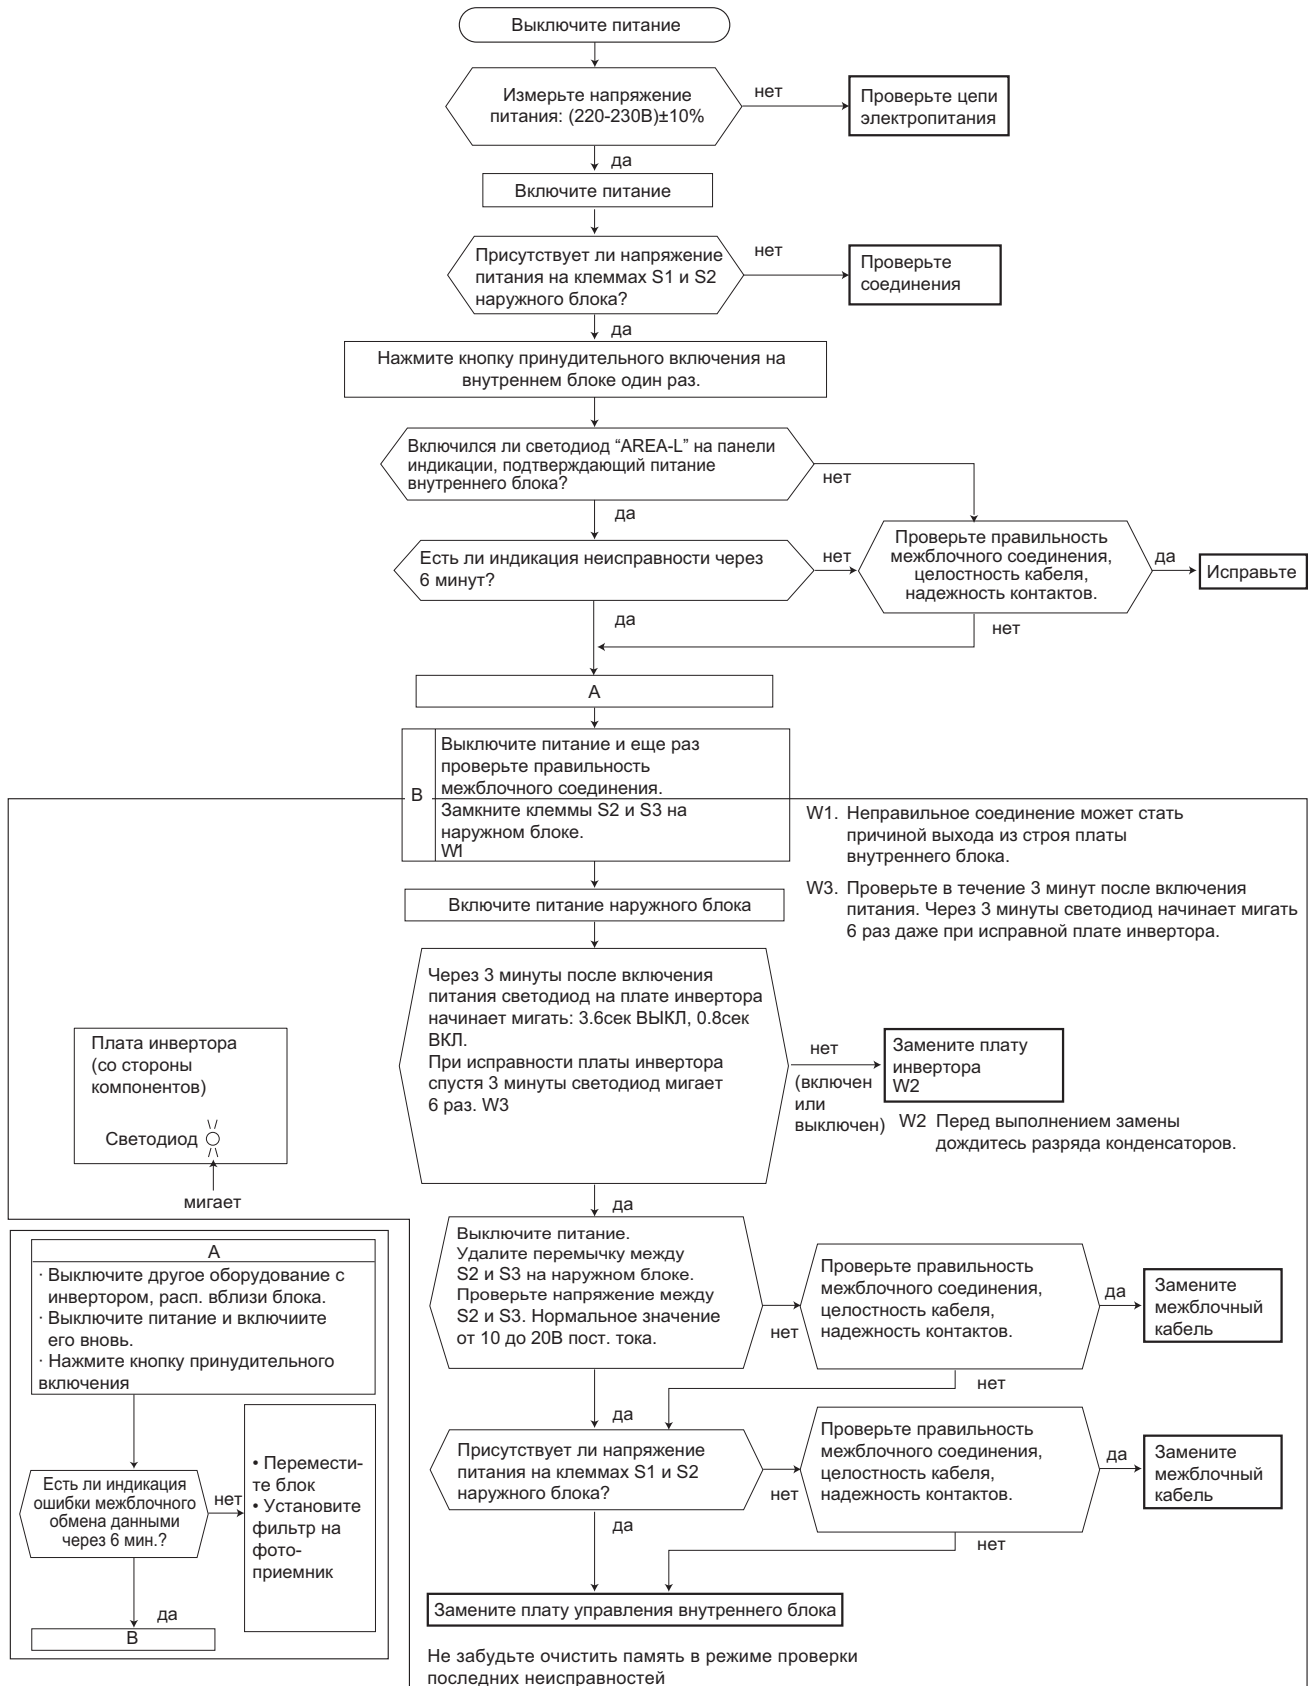 Выключите питание
Измерьте напряжение
питания: (220-230В)±10%
нет
Проверьте цепи
электропитания
да
Включите питание
Присутствует ли напряжение
питания на клеммах S1 и S2
наружного блока?
нет
Проверьте
соединения
да
Нажмите кнопку принудительного включения на
внутреннем блоке один раз.
Включился ли светодиод “AREA-L” на панели
индикации, подтверждающий питание
внутреннего блока?
нет
да
Есть ли индикация неисправности через
6 минут?
нет
Проверьте правильность
межблочного соединения,
целостность кабеля,
надежность контактов.
да
Исправьте
да
нет
A
B
Выключите питание и еще раз
проверьте правильность
межблочного соединения.
Замкните клеммы S2 и S3 на
наружном блоке.
W1
W1. Неправильное соединение может стать
причиной выхода из строя платы
внутреннего блока.
W3. Проверьте в течение 3 минут после включения
питания. Через 3 минуты светодиод начинает мигать
6 раз даже при исправной плате инвертора.
Включите питание наружного блока
Через 3 минуты после включения
питания светодиод на плате инвертора
начинает мигать: 3.6сек ВЫКЛ, 0.8сек
ВКЛ.
При исправности платы инвертора
спустя 3 минуты светодиод мигает
6 раз. W3
нет
(включен
или
выключен)
Замените плату
инвертора
W2
W2 Перед выполнением замены
дождитесь разряда конденсаторов.
Плата инвертора
(со стороны
компонентов)
Светодиод
мигает
да
Выключите питание.
Удалите перемычку между
S2 и S3 на наружном блоке.
Проверьте напряжение между
S2 и S3. Нормальное значение
от 10 до 20В пост. тока.
нет
Проверьте правильность
межблочного соединения,
целостность кабеля,
надежность контактов.
да
Замените
межблочный
кабель
нет
да
Присутствует ли напряжение
питания на клеммах S1 и S2
наружного блока?
нет
Проверьте правильность
межблочного соединения,
целостность кабеля,
надежность контактов.
да
Замените
межблочный
кабель
нет
да
Замените плату управления внутреннего блока
Не забудьте очистить память в режиме проверки
последних неисправностей
A
· Выключите другое оборудование с
инвертором, расп. вблизи блока.
· Выключите питание и включиите
его вновь.
· Нажмите кнопку принудительного
включения
Есть ли индикация
ошибки межблочного
обмена данными
через 6 мин.?
нет
• Перемести-
те блок
• Установите
фильтр на
фото-
приемник
да
B